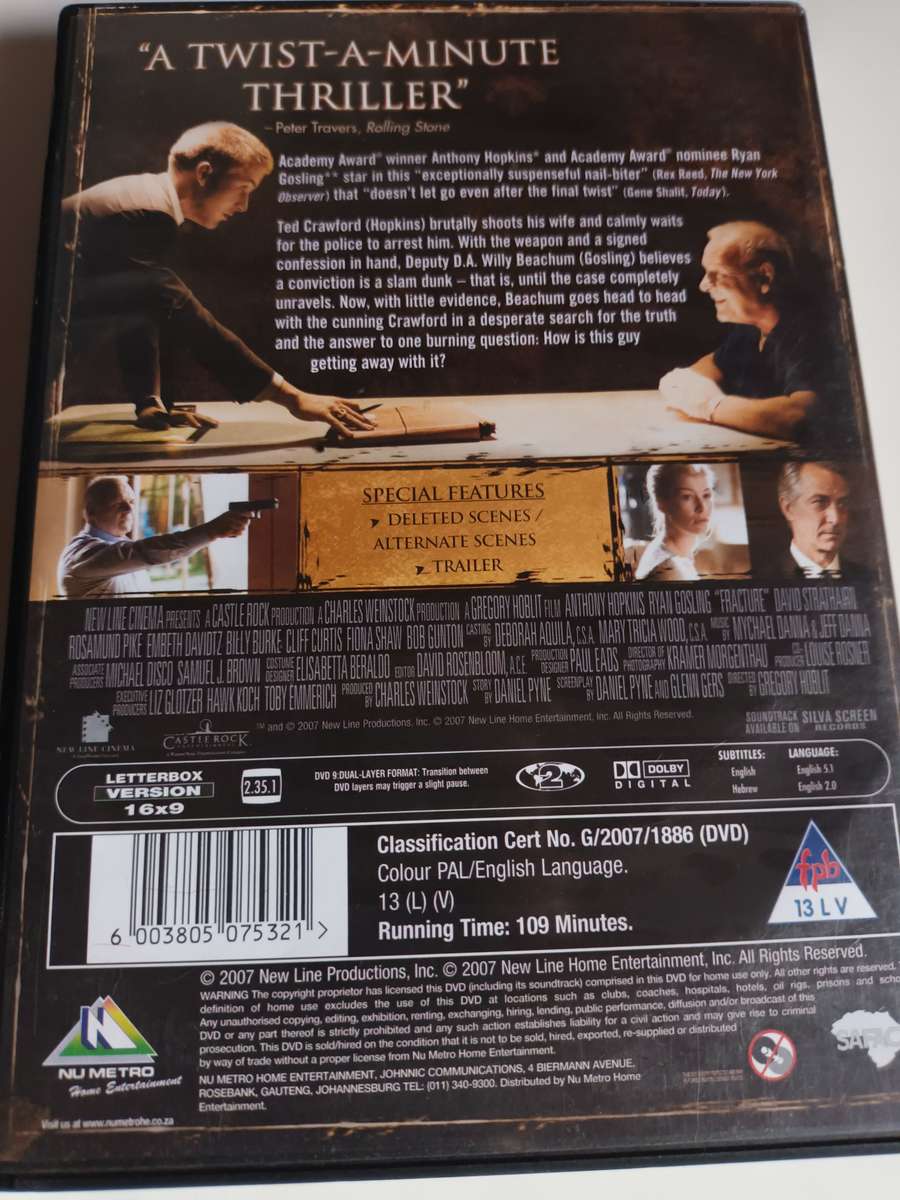 “A TWIST-A-MINUTE
THRILLER”
– Peter Travers, Rolling Stone
Academy Award® winner Anthony Hopkins* and Academy Award® nominee Ryan
Gosling** star in this “exceptionally suspenseful nail-biter” (Rex Reed, The New York
Observer) that “doesn't let go even after the final twist” (Gene Shalit, Today).
Ted Crawford (Hopkins) brutally shoots his wife and calmly waits
for the police to arrest him. With the weapon and a signed
confession in hand, Deputy D.A. Willy Beachum (Gosling) believes
a conviction is a slam dunk – that is, until the case completely
unravels. Now, with little evidence, Beachum goes head to head
with the cunning Crawford in a desperate search for the truth
and the answer to one burning question: How is this guy
getting away with it?
SPECIAL FEATURES
DELETED SCENES /
ALTERNATE SCENES
TRAILER
NEW LINE CINEMA PRESENTS A CASTLE ROCK PRODUCTION A CHARLES WEINSTOCK PRODUCTION A GREGORY HOBLIT FILM ANTHONY HOPKINS RYAN GOSLING “FRACTURE” DAVID STRATHAIRN
ROSAMUND PIKE EMBETH DAVIDTZ BILLY BURKE CLIFF CURTIS FIONA SHAW BOB GUNTON CASTING BY DEBORAH AQUILA, C.S.A. MARY TRICIA WOOD, C.S.A. MUSIC BY MYCHAEL DANNA & JEFF DANNA
ASSOCIATE PRODUCERS MICHAEL DISCO SAMUEL J. BROWN COSTUME DESIGNER ELISABETTA BERALDO EDITOR DAVID ROSENBLOOM, A.C.E PRODUCTION DESIGNER PAUL EADS DIRECTOR OF PHOTOGRAPHY KRAMER MORGENTHAU CO-PRODUCER LOUISE ROSNER
EXECUTIVE PRODUCERS LIZ GLOTZER HAWK KOCH TOBY EMMERICH PRODUCED BY CHARLES WEINSTOCK STORY BY DANIEL PYNE SCREENPLAY BY DANIEL PYNE AND GLENN GERS DIRECTED BY GREGORY HOBLIT
™ and © 2007 New Line Productions, Inc. © 2007 New Line Home Entertainment, Inc. All Rights Reserved.
SOUNDTRACK AVAILABLE ON SILVA SCREEN RECORDS
NEW LINE CINEMA
CASTLE ROCK
ENTERTAINMENT
LETTERBOX
VERSION
16x9
2.35.1
DVD 9:DUAL-LAYER FORMAT: Transition between
DVD layers may trigger a slight pause.
2
DOLBY
DIGITAL
SUBTITLES:
English
Hebrew
LANGUAGE:
English 5.1
English 2.0
6 003805 075321 >
Classification Cert No. G/2007/1886 (DVD)
Colour PAL/English Language.
13 (L) (V)
Running Time: 109 Minutes.
fpb
13 L V
© 2007 New Line Productions, Inc. © 2007 New Line Home Entertainment, Inc. All Rights Reserved.
WARNING The copyright proprietor has licensed this DVD (including its soundtrack) comprised in this DVD for home use only. All other rights are reserved.
definition of home use excludes the use of this DVD at locations such as clubs, coaches, hospitals, hotels, oil rigs, prisons and
Any unauthorised copying, editing, exhibition, renting, exchanging, hiring, lending, public performance, diffusion and/or broadcast of this
DVD or any part thereof is strictly prohibited and any such action establishes liability for a civil action and may give rise to criminal
prosecution. This DVD is sold/hired on the condition that it is not to be sold, hired, exported, re-supplied or distributed
by way of trade without a proper license from Nu Metro Home Entertainment.
NU METRO HOME ENTERTAINMENT, JOHNNIC COMMUNICATIONS, 4 BIERMANN AVENUE,
ROSEBANK, GAUTENG, JOHANNESBURG TEL: (011) 340-9300. Distributed by Nu Metro Home
Entertainment.
NU METRO
Home Entertainment
Visit us at www.numetrohe.co.za